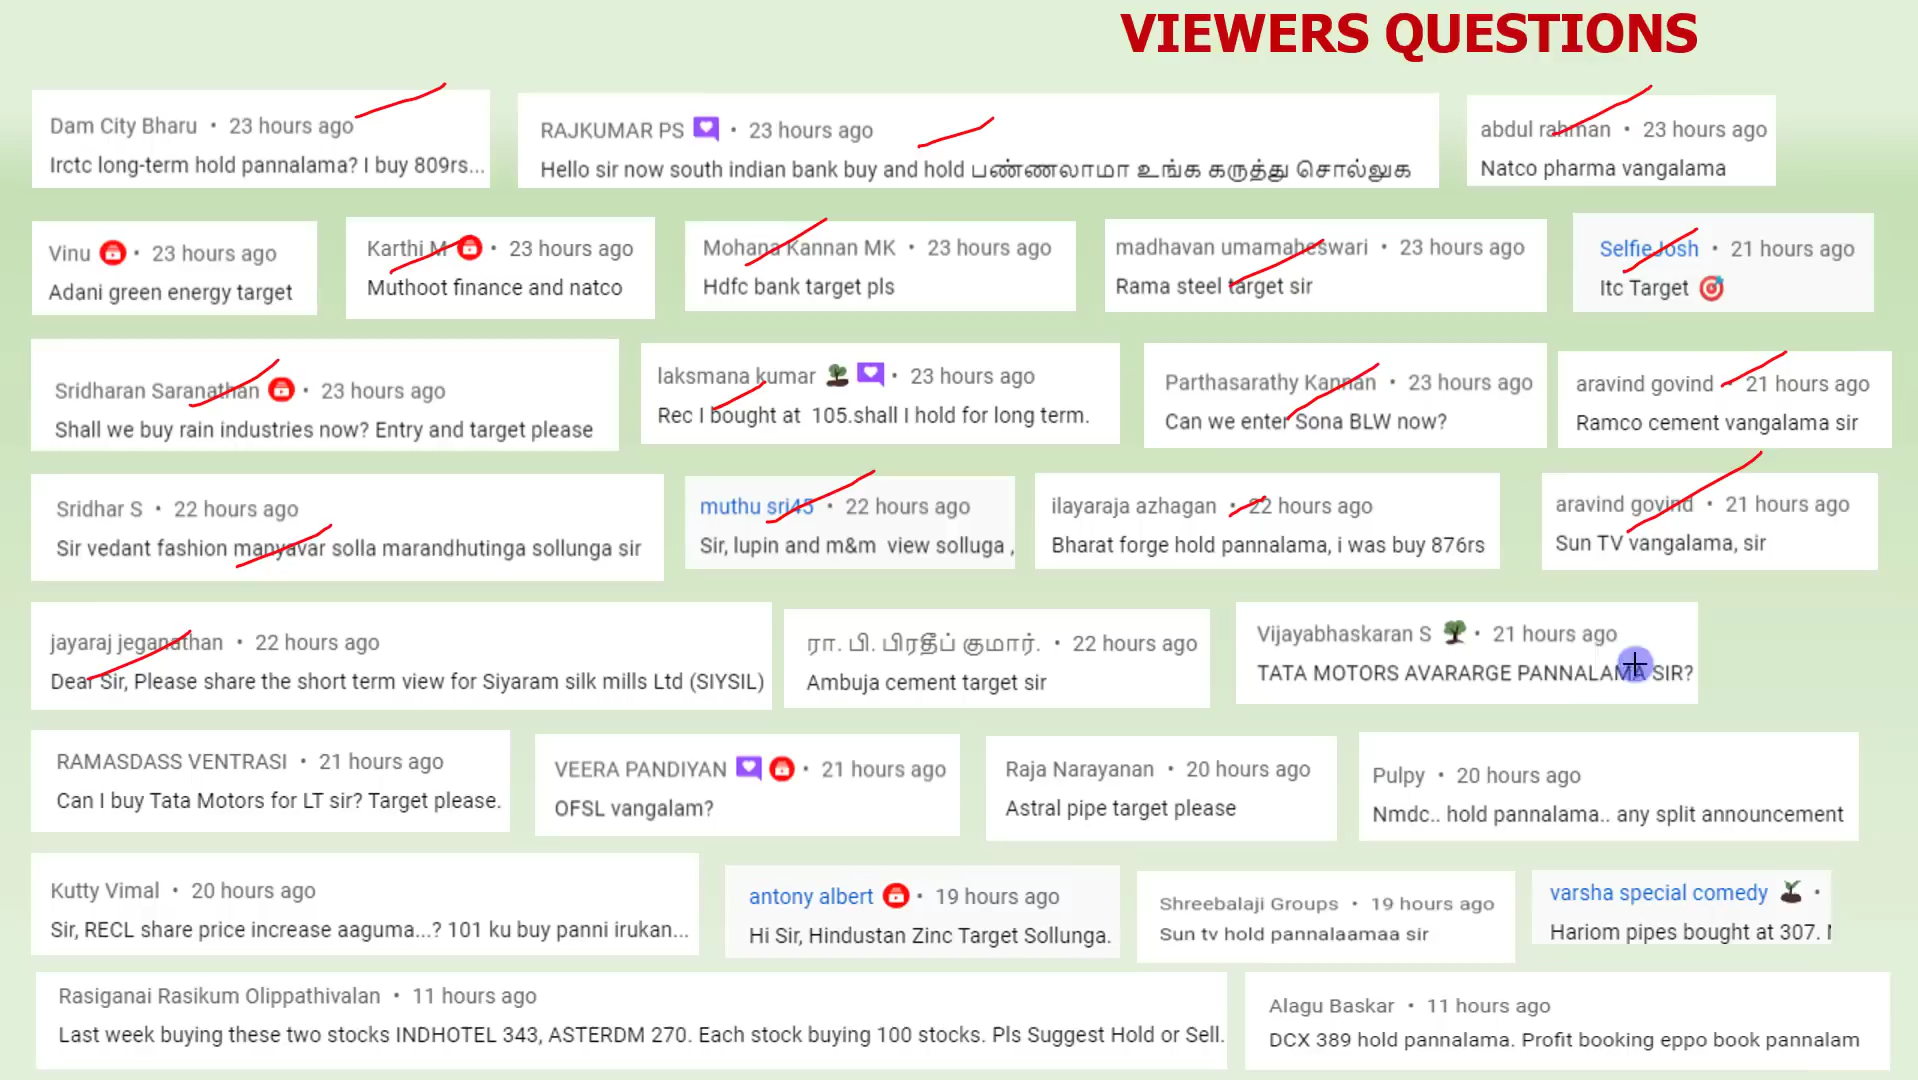 VIEWERS QUESTIONS
Dam City Bharu • 23 hours ago
Irctc long-term hold pannalama? I buy 809rs...
RAJKUMAR PS • 23 hours ago
Hello sir now south indian bank buy and hold பண்ணலாமா உங்க கருத்து சொல்லுக
abdul rahman • 23 hours ago
Natco pharma vangalama
Vinu • 23 hours ago
Adani green energy target
Karthi M • 23 hours ago
Muthoot finance and natco
Mohana Kannan MK • 23 hours ago
Hdfc bank target pls
madhavan umamaheswari • 23 hours ago
Rama steel target sir
SelfieJosh • 21 hours ago
Itc Target
Sridharan Saranathan • 23 hours ago
Shall we buy rain industries now? Entry and target please
laksmana kumar • 23 hours ago
Rec I bought at 105.shall I hold for long term.
Parthasarathy Kannan • 23 hours ago
Can we enter Sona BLW now?
aravind govind • 21 hours ago
Ramco cement vangalama sir
Sridhar S • 22 hours ago
Sir vedant fashion manyavar solla marandhutinga sollunga sir
muthu sri45 • 22 hours ago
Sir, lupin and m&m view solluga ,
ilayaraja azhagan • 22 hours ago
Bharat forge hold pannalama, i was buy 876rs
aravind govind • 21 hours ago
Sun TV vangalama, sir
jayaraj jeganathan • 22 hours ago
Dear Sir, Please share the short term view for Siyaram silk mills Ltd (SIYSIL)
ரா. பி. பிரதீப் குமார். • 22 hours ago
Ambuja cement target sir
Vijayabhaskaran S • 21 hours ago
TATA MOTORS AVARARGE PANNALAMA SIR?
RAMASDASS VENTRASI • 21 hours ago
Can I buy Tata Motors for LT sir? Target please.
VEERA PANDIYAN • 21 hours ago
OFSL vangalam?
Raja Narayanan • 20 hours ago
Astral pipe target please
Pulpy • 20 hours ago
Nmdc.. hold pannalama.. any split announcement
Kutty Vimal • 20 hours ago
Sir, RECL share price increase aaguma...? 101 ku buy panni irukan...
antony albert • 19 hours ago
Hi Sir, Hindustan Zinc Target Sollunga.
Shreebalaji Groups • 19 hours ago
Sun tv hold pannalaamaa sir
varsha special comedy •
Hariom pipes bought at 307.
Rasiganai Rasikum Olippathivalan • 11 hours ago
Last week buying these two stocks INDHOTEL 343, ASTERDM 270. Each stock buying 100 stocks. Pls Suggest Hold or Sell.
Alagu Baskar • 11 hours ago
DCX 389 hold pannalama. Profit booking eppo book pannalam